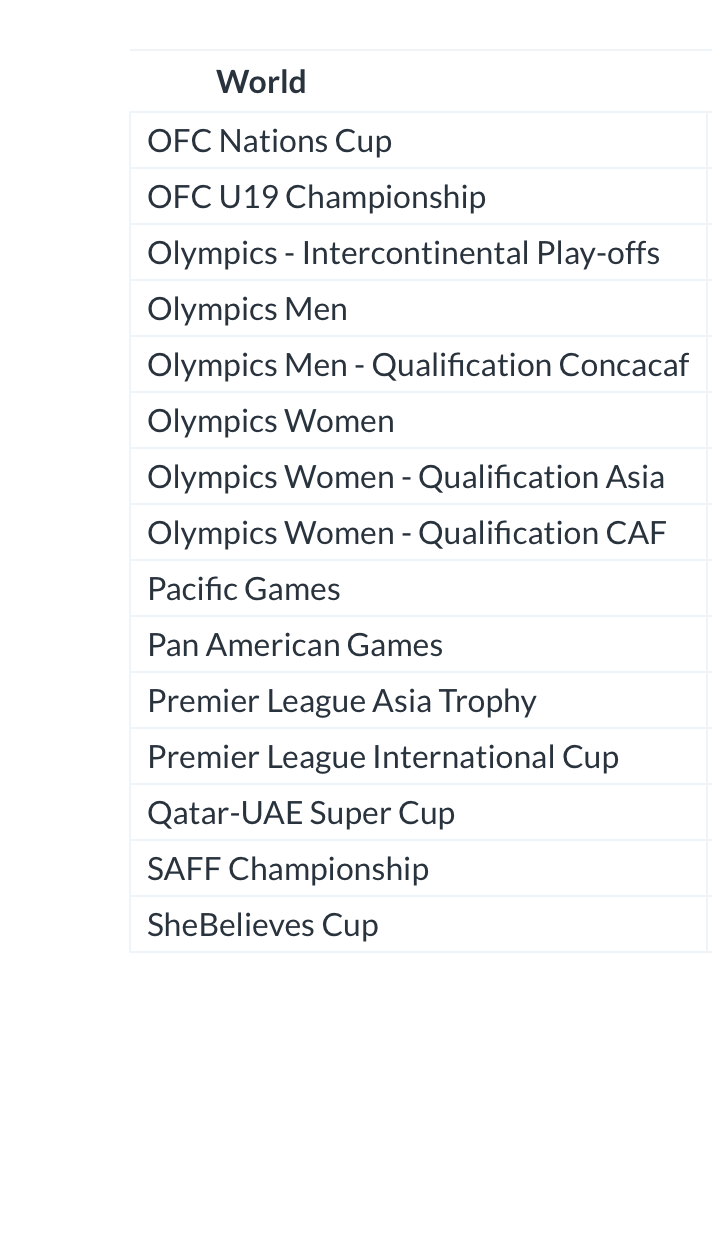 World
OFC Nations Cup
OFC U19 Championship
Olympics - Intercontinental Play-offs
Olympics Men
Olympics Men - Qualification Concacaf
Olympics Women
Olympics Women - Qualification Asia
Olympics Women - Qualification CAF
Pacific Games
Pan American Games
Premier League Asia Trophy
Premier League International Cup
Qatar-UAE Super Cup
SAFF Championship
SheBelieves Cup